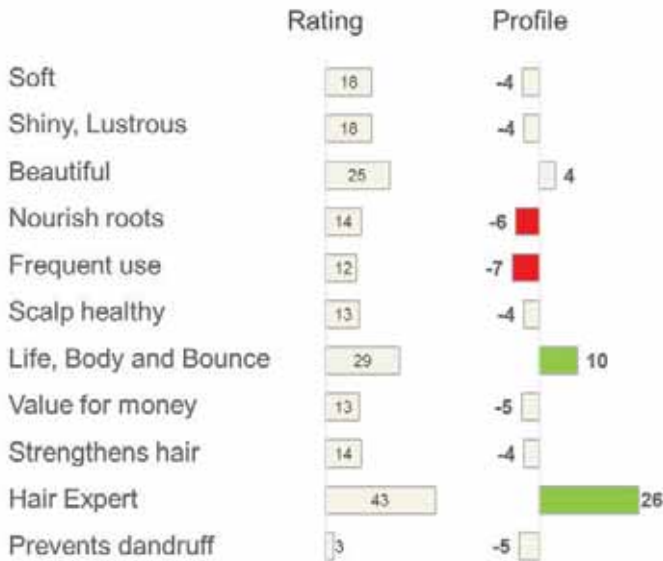 Rating Profile
Soft 18 -4
Shiny, Lustrous 18 -4
Beautiful 25 4
Nourish roots 14 -6
Frequent use 12 -7
Scalp healthy 13 -4
Life, Body and Bounce 29 10
Value for money 13 -5
Strengthens hair 14 -4
Hair Expert 43 26
Prevents dandruff 3 -5